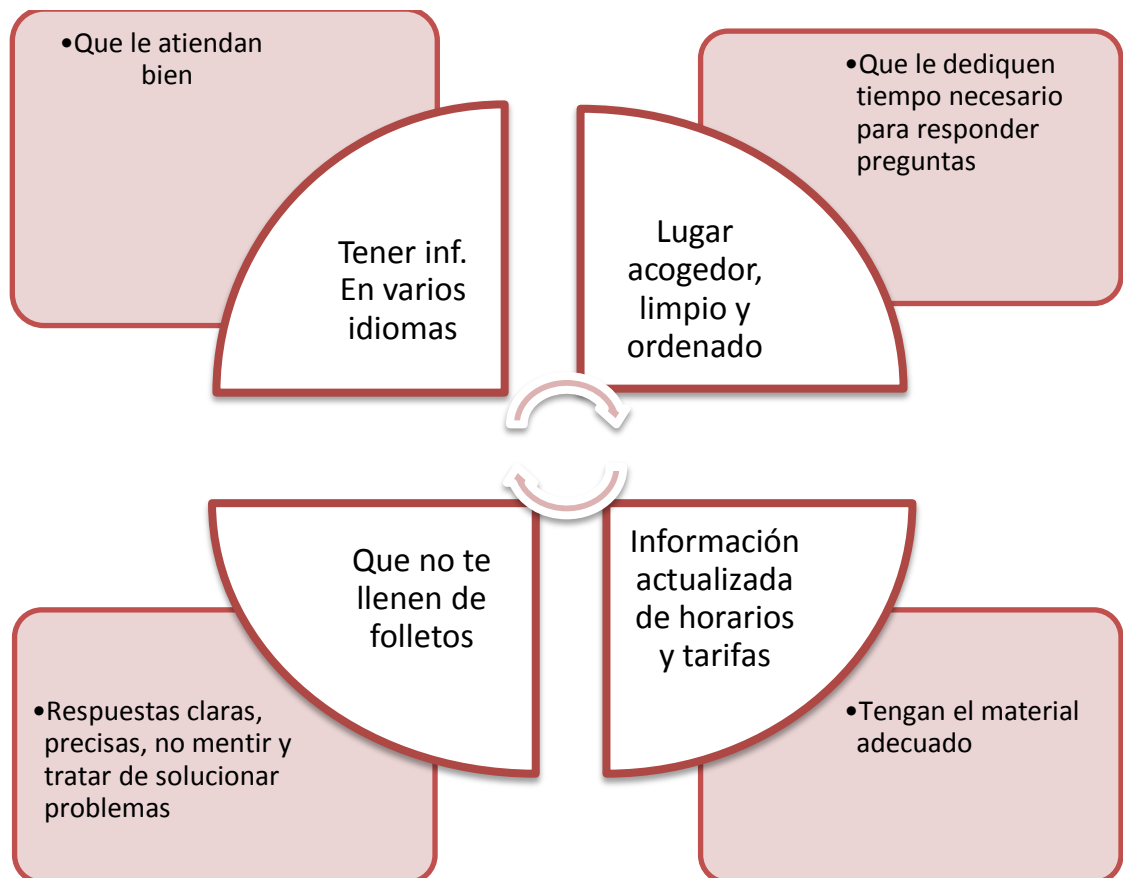 •Que le atiendan
bien
•Que le dediquen
tiempo necesario
para responder
preguntas
Tener inf.
En varios
idiomas
Lugar
acogedor,
limpio y
ordenado
Que no te
llenen de
folletos
Información
actualizada
de horarios
y tarifas
•Respuestas claras,
precisas, no mentir y
tratar de solucionar
problemas
•Tengan el material
adecuado